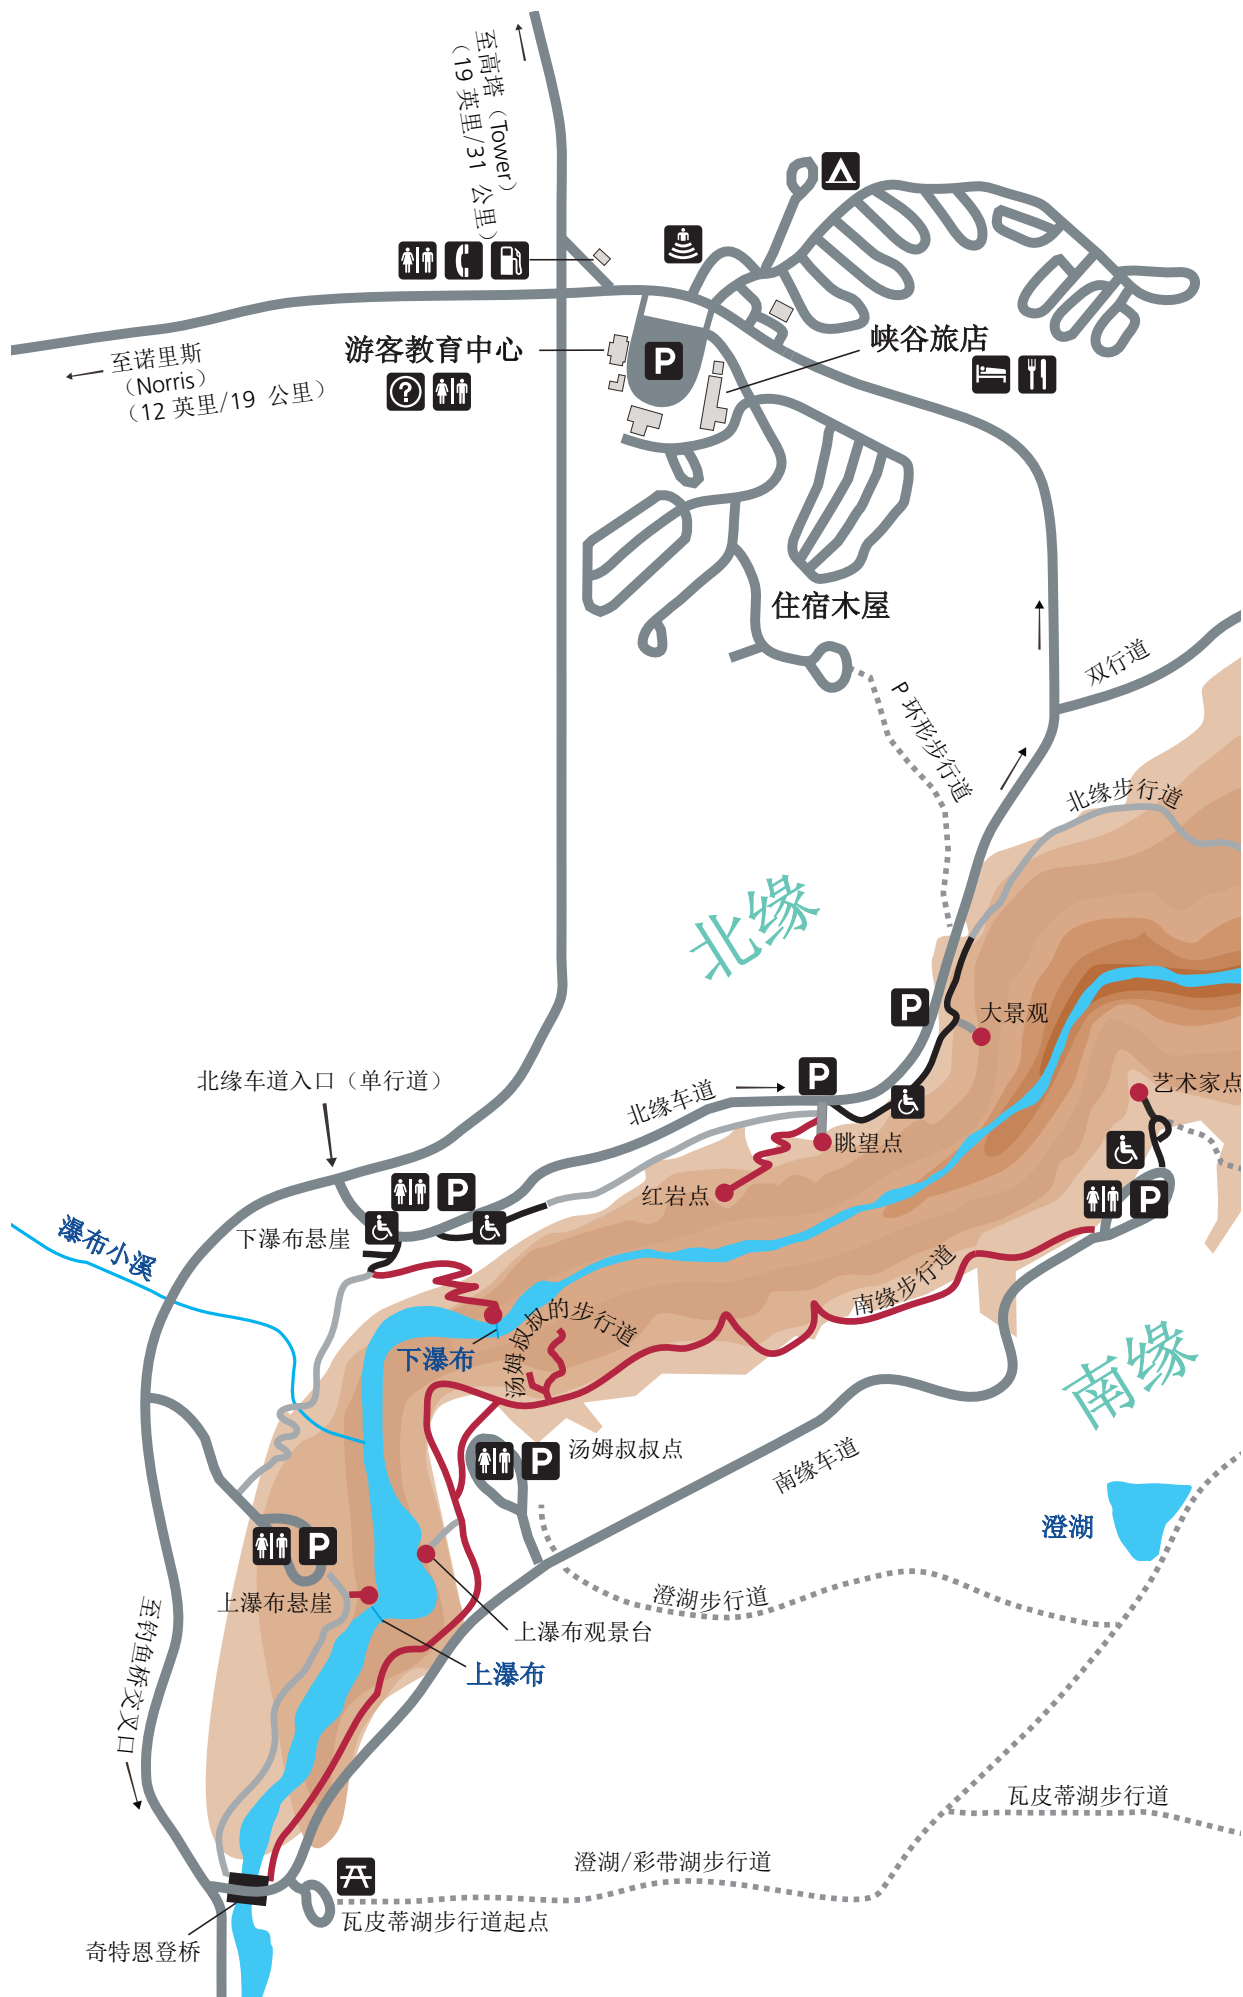 至高塔（Tower）
（19 英里/31 公里）
至诺里斯
（Norris）
（12 英里/19 公里）
游客教育中心
?
P
峡谷旅店
住宿木屋
双行道
P 环形步行道
北缘步行道
北缘
P
大景观
北缘车道入口（单行道）
北缘车道
P
艺术家点
眺望点
红岩点
P
P
瀑布小溪
下瀑布悬崖
南缘步行道
汤姆叔叔的步行道
下瀑布
南缘
汤姆叔叔点
P
南缘车道
澄湖
P
上瀑布悬崖
澄湖步行道
上瀑布观景台
上瀑布
至钓鱼桥交叉口
瓦皮蒂湖步行道
澄湖/彩带湖步行道
瓦皮蒂湖步行道起点
奇特恩登桥